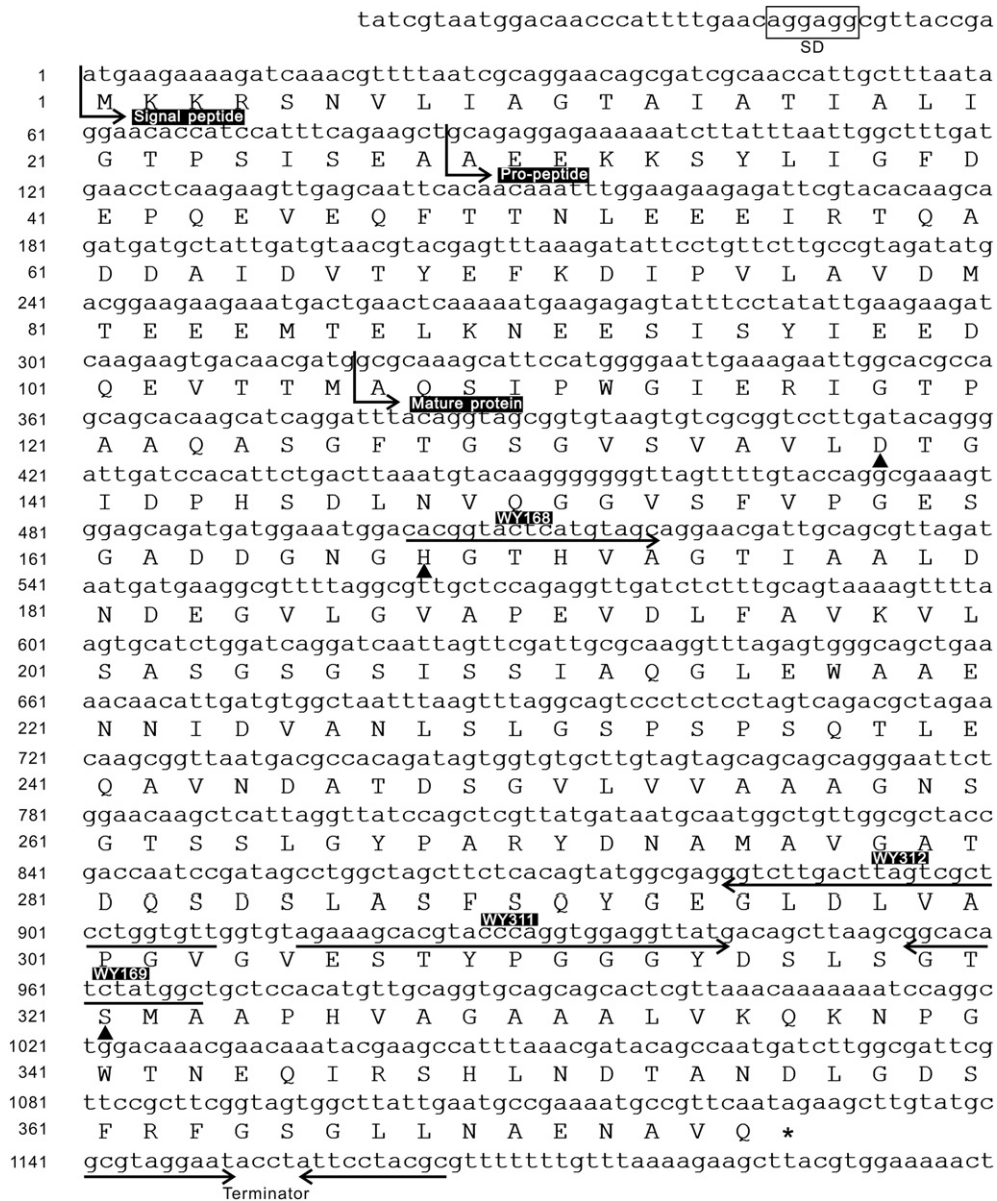 tatcgtaatggacaacccattttgaacaggaggcgttaccga
SD
1 atgaagaaaagatcaaacgttttaatcgcaggaacagcgatcgcaaccattgctttaata
1 M K K R S N V L I A G T A I A T I A L I
Signal peptide
61 ggaacaccatccatttcagaagctgcagaggagaaaaaatcttatttaattggctttgat
21 G T P S I S E A A E E K K S Y L I G F D
Pro-peptide
121 gaacctcaagaagttgagcaattcacaacaaatttggaagaagagattcgtacacaagca
41 E P Q E V E Q F T T N L E E E I R T Q A
181 gatgatgctattgatgtaacgtacgagtttaaagatattcctgttcttgccgtagatatg
61 D D A I D V T Y E F K D I P V L A V D M
241 acggaagaagaaatgactgaactcaaaaatgaagagagtatttcctatattgaagaagat
81 T E E E M T E L K N E E S I S Y I E E D
301 caagaagtgacaacgatggcgcaaagcattccatggggaattgaaagaattggcacgcca
101 Q E V T T M A Q S I P W G I E R I G T P
Mature protein
361 gcagcacaagcatcaggatttacaggtagcggtgtaagtgtcgcggtccttgatacaggg
121 A A Q A S G F T G S G V S V A V L D T G
421 attgatccacattctgacttaaatgtacaagggggggttagttttgtaccaggcgaaagt
141 I D P H S D L N V Q G G V S F V P G E S
481 ggagcagatgatggaaatggacacggtactcatgtagcaggaacgattgcagcgttagat
WY168
161 G A D D G N G H G T H V A G T I A A L D
541 aatgatgaaggcgttttaggcgttgctccagaggttgatctctttgcagtaaaagtttta
181 N D E G V L G V A P E V D L F A V K V L
601 agtgcatctggatcaggatcaattagttcgattgcgcaaggtttagagtgggcagctgaa
201 S A S G S G S I S S I A Q G L E W A A E
661 aacaacattgatgtggctaatttaagtttaggcagtccctctcctagtcagacgctagaa
221 N N I D V A N L S L G S P S P S Q T L E
721 caagcggttaatgacgccacagatagtggtgtgcttgtagtagcagcagcagggaattct
241 Q A V N D A T D S G V L V V A A A G N S
781 ggaacaagctcattaggttatccagctcgttatgataatgcaatggctgttggcgctacc
261 G T S S L G Y P A R Y D N A M A V G A T
WY312
841 gaccaatccgatagcctggctagcttctcacagtatggcgagggtcttgacttagtcgct
281 D Q S D S L A S F S Q Y G E G L D L V A
WY311
901 cctggtgttggtgtagaaagcacgtacccaggtggaggttatgacagcttaagcggcaca
301 P G V G V E S T Y P G G G Y D S L S G T
WY169
961 tctatggctgctccacatgttgcaggtgcagcagcactcgttaaacaaaaaaatccaggc
321 S M A A P H V A G A A A L V K Q K N P G
1021 tggacaaacgaacaaatacgaagccatttaaacgatacagccaatgatcttggcgattcg
341 W T N E Q I R S H L N D T A N D L G D S
1081 ttccgcttcggtagtggcttattgaatgccgaaaatgccgttcaatagaagcttgtatgc
361 F R F G S G L L N A E N A V Q *
1141 gcgtaggaatacctaattcctacgcgtttttttgtttaaaagaagcttacgtggaaaaact
Terminator